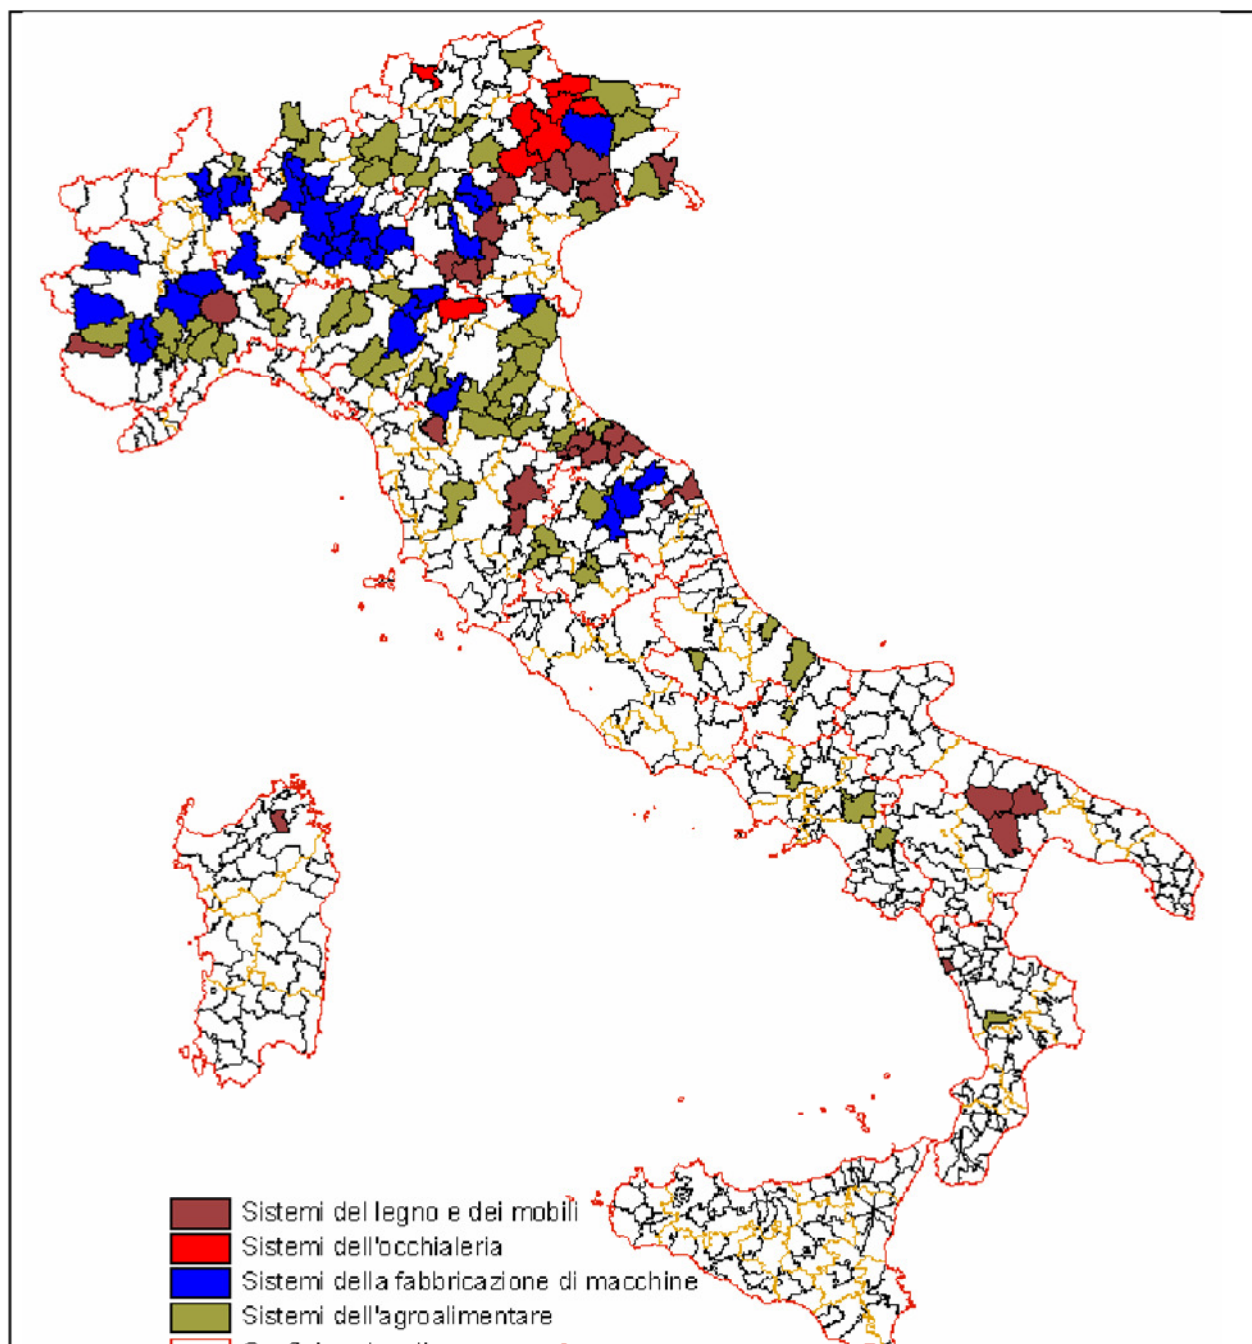 Sistemi del legno e dei mobili
Sistemi dell'occhialeria
Sistemi della fabbricazione di macchine
Sistemi dell'agroalimentare